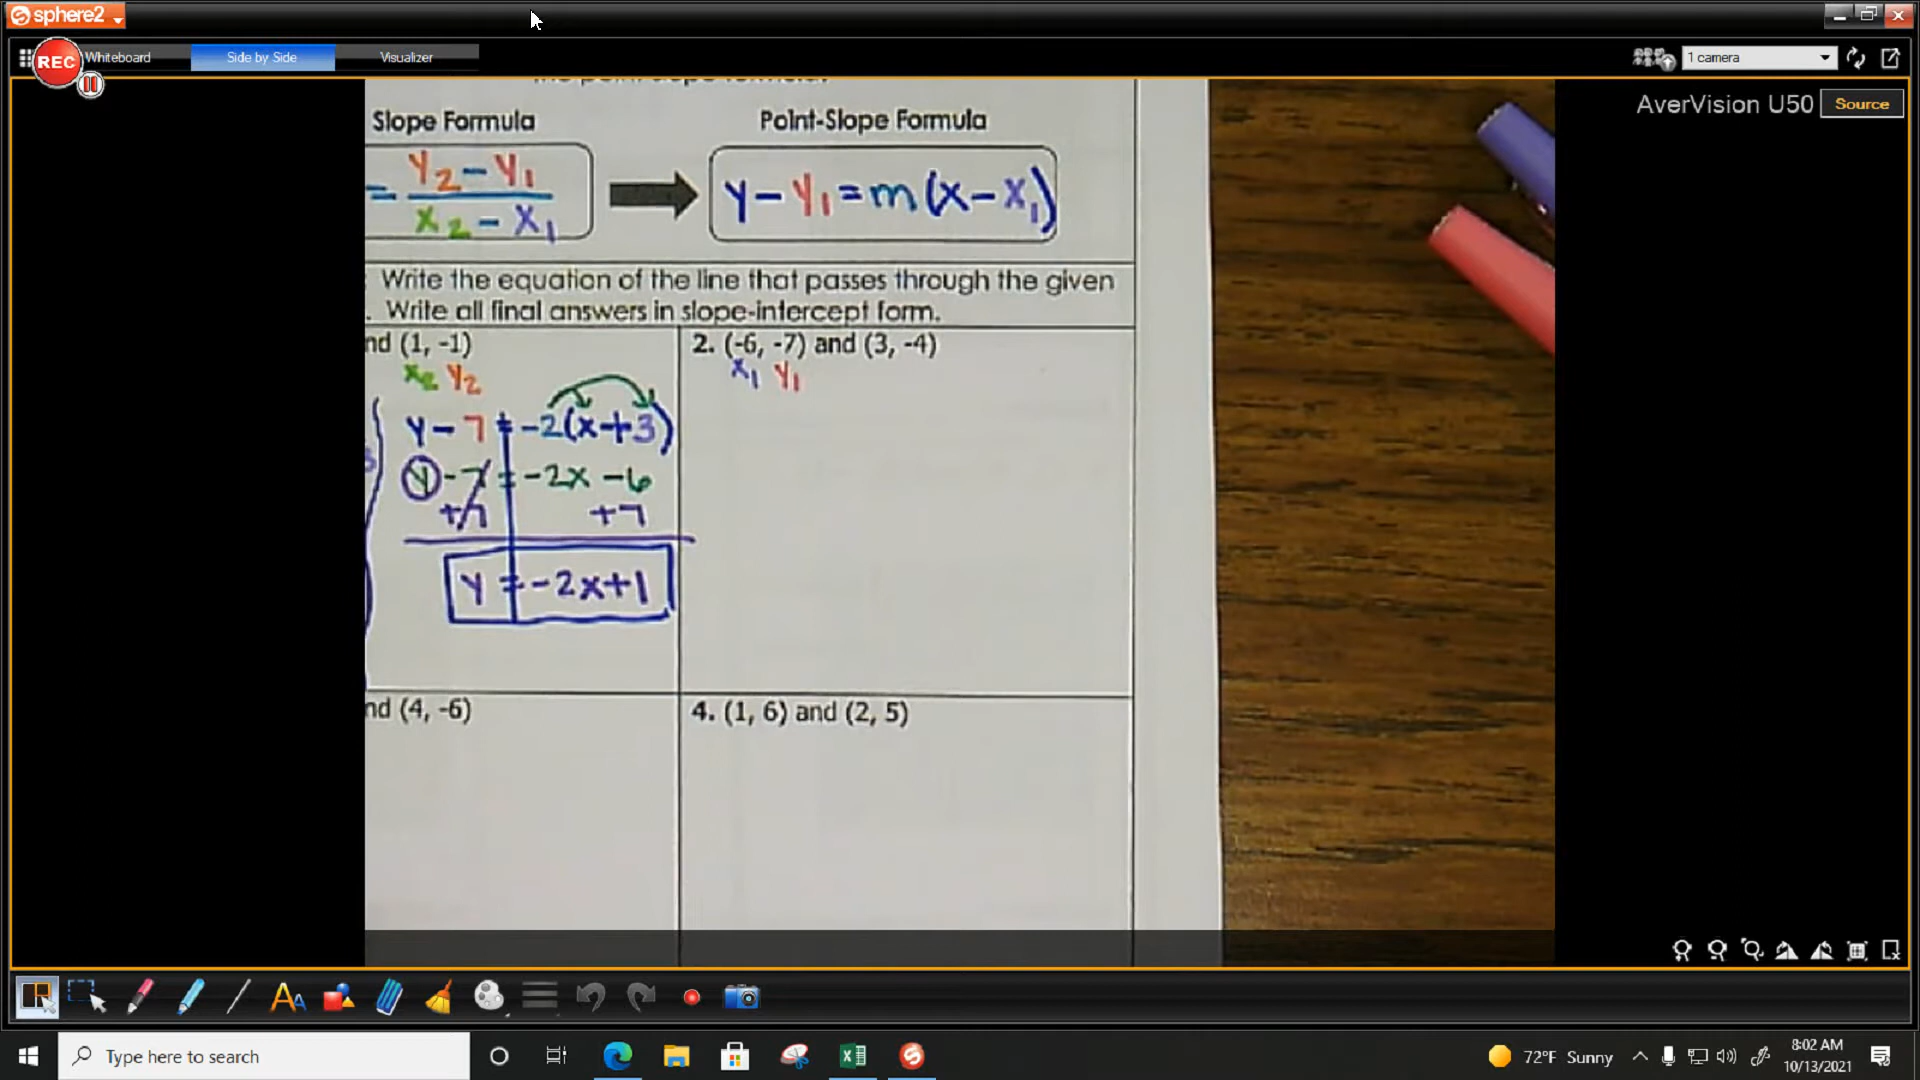 sphere2
REC
Whiteboard
Side by Side
Visualizer
1 camera
AverVision U50
Source
Slope Formula
Point-Slope Formula
= y₂ - y₁
x₂ - x₁
y - y₁ = m(x - x₁)
Write the equation of the line that passes through the given
. Write all final answers in slope-intercept form.
nd (1, -1)
x₂ y₂
y - 7 = -2(x+3)
y - 7 = -2x - 6
+7 +7
y = -2x+1
2. (-6, -7) and (3, -4)
x₁ y₁
nd (4, -6)
4. (1, 6) and (2, 5)
Type here to search
72°F Sunny
8:02 AM
10/13/2021